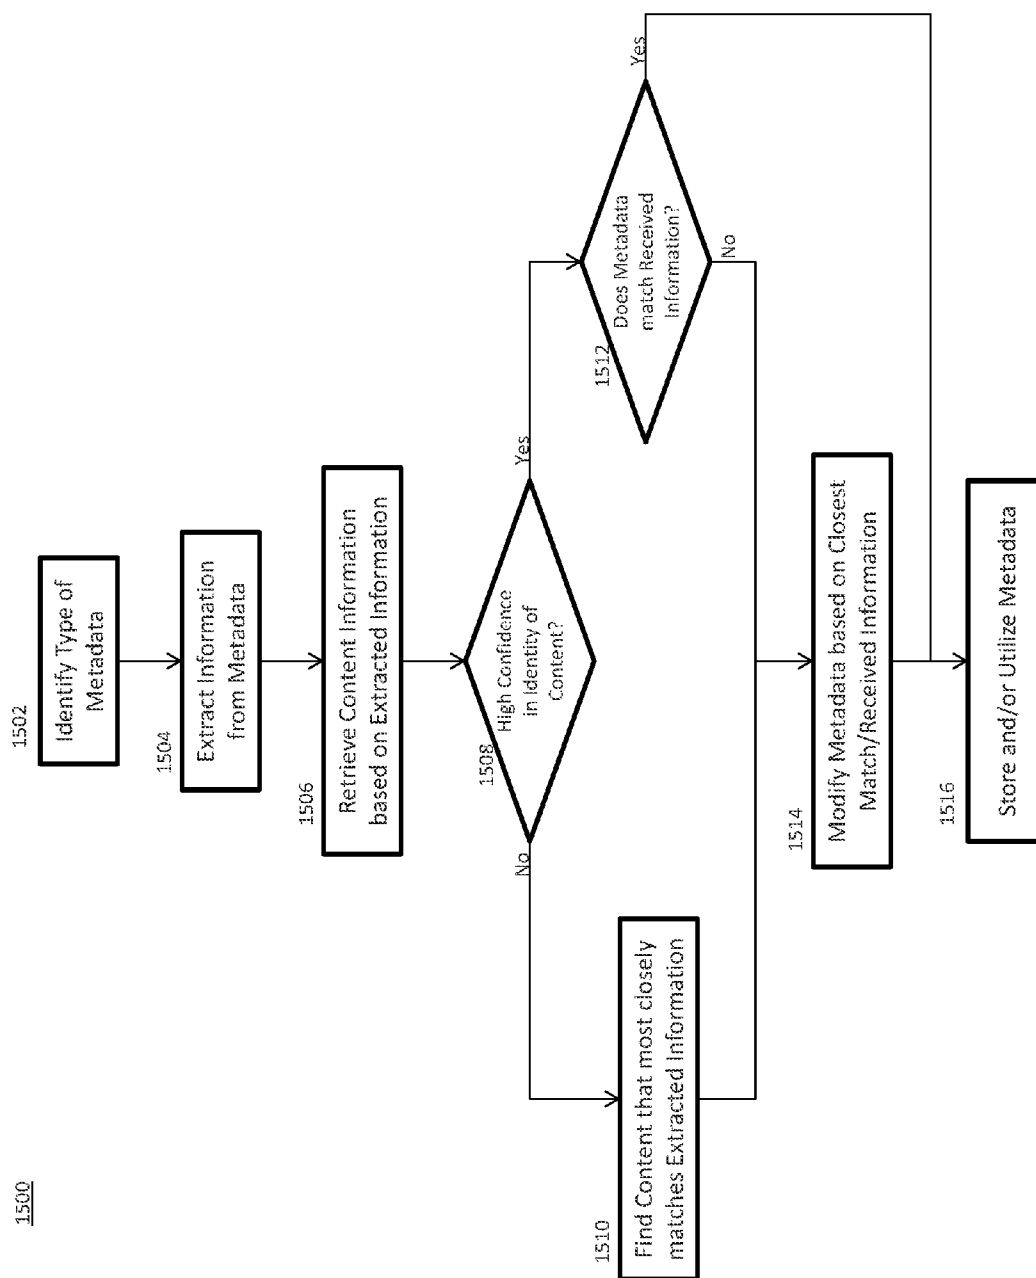 1500
1502
Identify Type of
Metadata
1504
Extract Information
from Metadata
1506
Retrieve Content Information
based on Extracted Information
1508
High Confidence
in Identity of
Content?
No
Yes
1510
Find Content that most closely
matches Extracted Information
1512
Does Metadata
match Received
Information?
Yes
No
1514
Modify Metadata based on Closest
Match/Received Information
1516
Store and/or Utilize Metadata